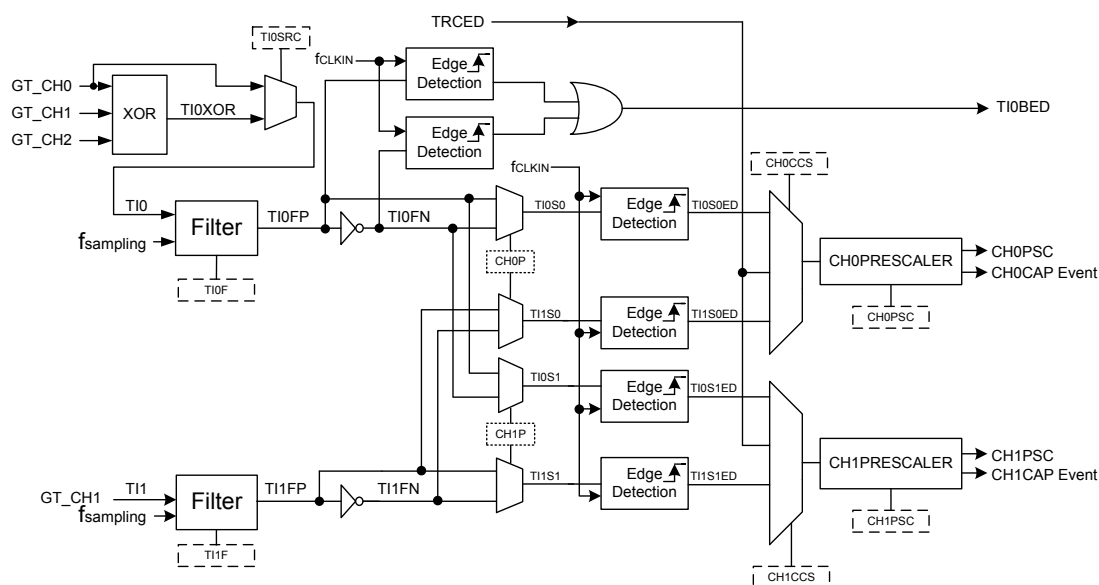 TRCED
TI0SRC
fCLKIN
Edge
Detection
GT_CH0
GT_CH1
GT_CH2
XOR
TI0XOR
TI0BED
Edge
Detection
fCLKIN
CH0CCS
TI0
fsampling
Filter
TI0FP
TI0FN
TI0S0
Edge
Detection
TI0S0ED
CH0P
TI0F
CH0PRESCALER
CH0PSC
CH0CAP Event
CH0PSC
TI1S0
Edge
Detection
TI1S0ED
TI0S1
Edge
Detection
TI0S1ED
CH1P
CH1PRESCALER
CH1PSC
CH1CAP Event
CH1PSC
GT_CH1
TI1
fsampling
Filter
TI1FP
TI1FN
TI1S1
Edge
Detection
TI1S1ED
TI1F
CH1CCS